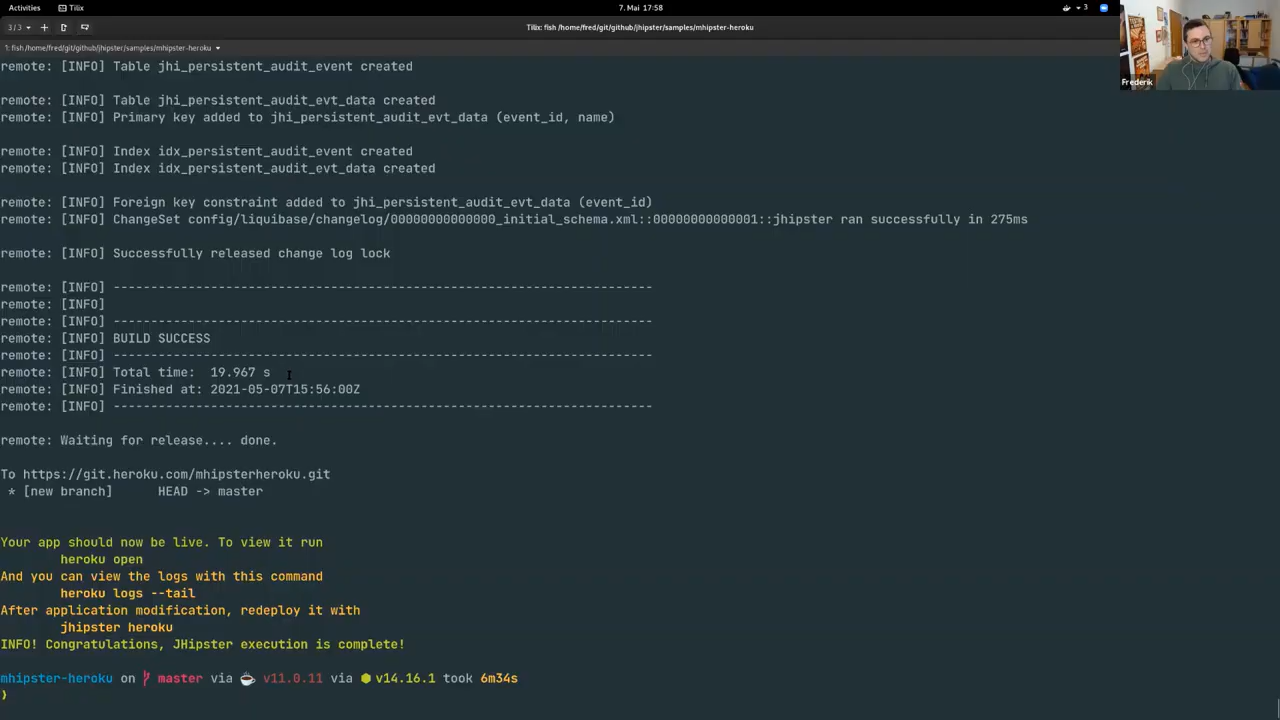 Activities Tilix 7. Mai 17:58 3
3/3 Tilix: fish /home/fred/git/github/jhipster/samples/mhipster-heroku
1: fish /home/fred/git/github/jhipster/samples/mhipster-heroku
Frederik
remote: [INFO] Table jhi_persistent_audit_event created
remote: [INFO] Table jhi_persistent_audit_evt_data created
remote: [INFO] Primary key added to jhi_persistent_audit_evt_data (event_id, name)
remote: [INFO] Index idx_persistent_audit_event created
remote: [INFO] Index idx_persistent_audit_evt_data created
remote: [INFO] Foreign key constraint added to jhi_persistent_audit_evt_data (event_id)
remote: [INFO] ChangeSet config/liquibase/changelog/00000000000000_initial_schema.xml::00000000000001::jhipster ran successfully in 275ms
remote: [INFO] Successfully released change log lock
remote: [INFO] ------------------------------------------------------------------------
remote: [INFO]
remote: [INFO] ------------------------------------------------------------------------
remote: [INFO] BUILD SUCCESS
remote: [INFO] ------------------------------------------------------------------------
remote: [INFO] Total time:  19.967 s
remote: [INFO] Finished at: 2021-05-07T15:56:00Z
remote: [INFO] ------------------------------------------------------------------------
remote: Waiting for release.... done.
To https://git.heroku.com/mhipsterheroku.git
 * [new branch]      HEAD -> master
Your app should now be live. To view it run
heroku open
And you can view the logs with this command
heroku logs --tail
After application modification, redeploy it with
jhipster heroku
INFO! Congratulations, JHipster execution is complete!
mhipster-heroku on master via v11.0.11 via v14.16.1 took 6m34s